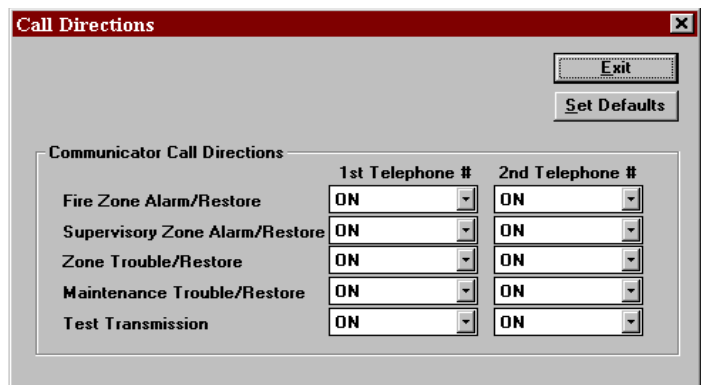 Call Directions
Exit
Set Defaults
Communicator Call Directions
1st Telephone # 2nd Telephone #
Fire Zone Alarm/Restore ON ON
Supervisory Zone Alarm/Restore ON ON
Zone Trouble/Restore ON ON
Maintenance Trouble/Restore ON ON
Test Transmission ON ON